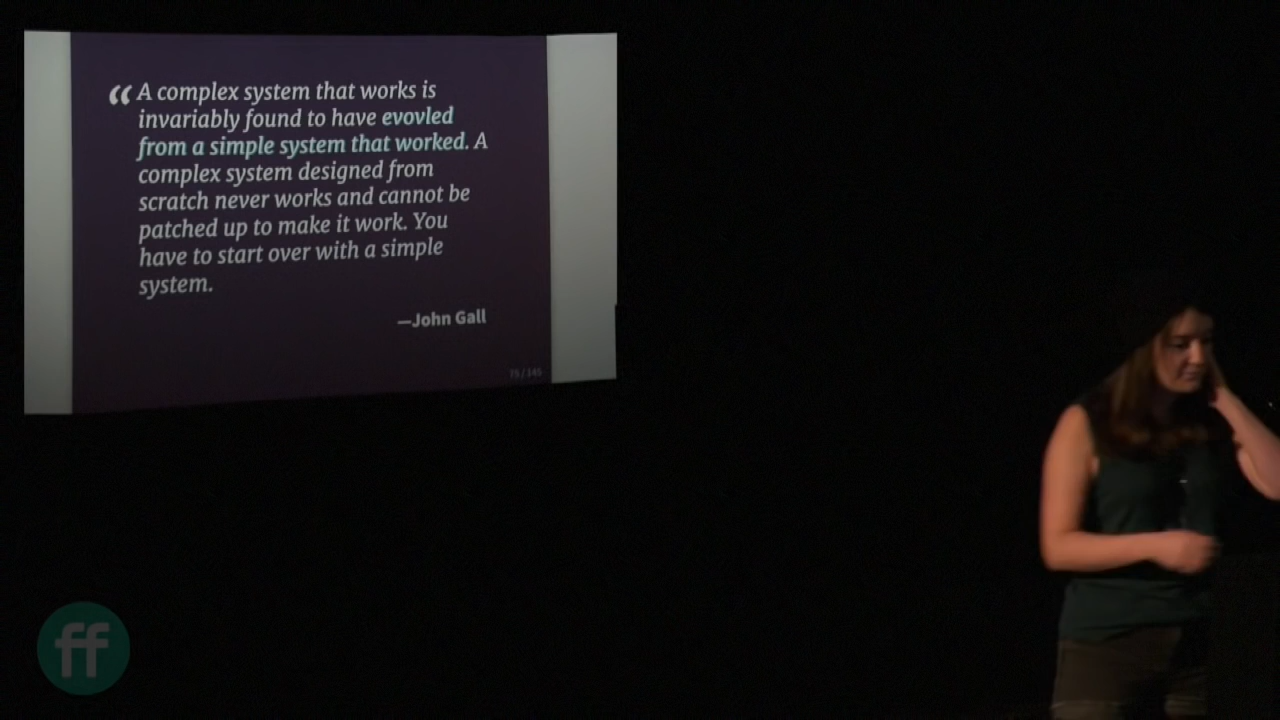 “A complex system that works is
invariably found to have evovled
from a simple system that worked. A
complex system designed from
scratch never works and cannot be
patched up to make it work. You
have to start over with a simple
system.
—John Gall
75 / 145
ff